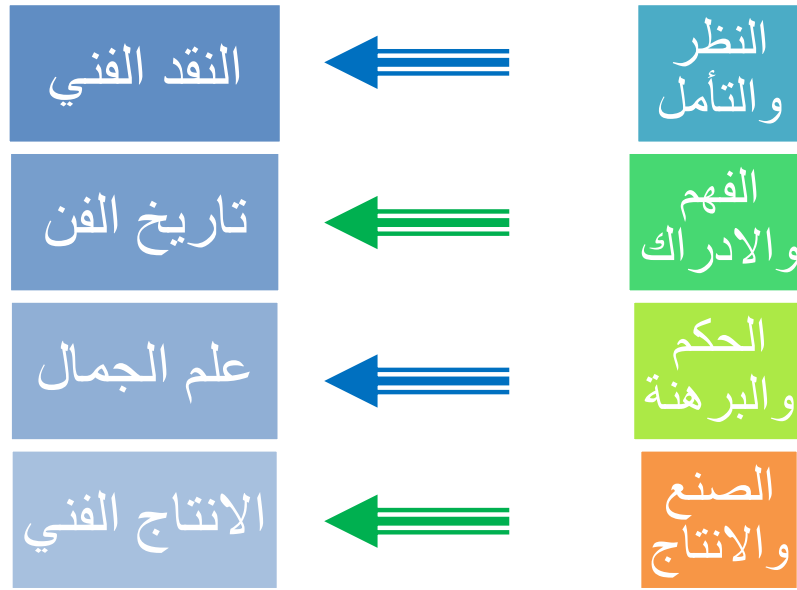 النظر
والتأمل
النقد الفني
الفهم
والادراك
تاريخ الفن
الحكم
والبرهنة
علم الجمال
الصنع
والانتاج
الانتاج الفني